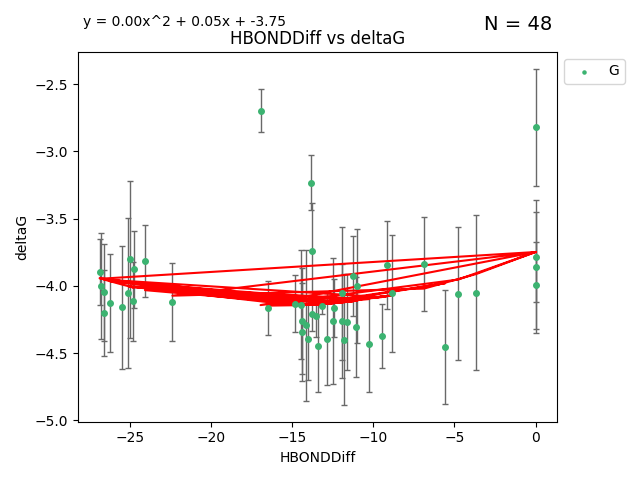 y = 0.00x^2 + 0.05x + -3.75
N = 48
HBONDDiff vs deltaG
G
deltaG
−2.5
−3.0
−3.5
−4.0
−4.5
−5.0
−25
−20
−15
−10
−5
0
HBONDDiff